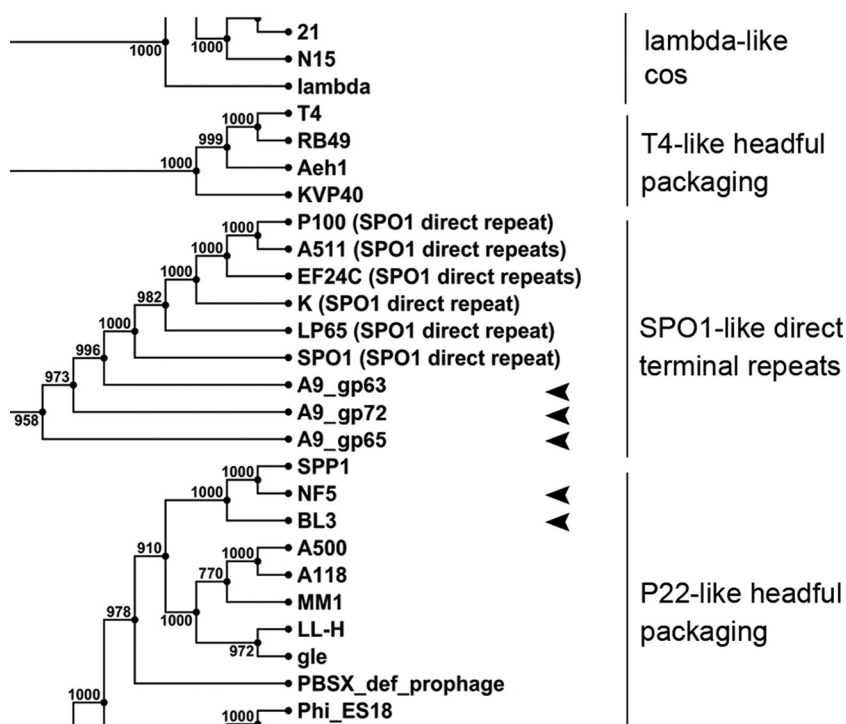 21
1000
1000
N15
lambda
lambda-like
cos
T4
1000
RB49
999
Aeh1
1000
KVP40
T4-like headful
packaging
P100 (SPO1 direct repeat)
1000
A511 (SPO1 direct repeats)
1000
EF24C (SPO1 direct repeats)
1000
K (SPO1 direct repeat)
982
LP65 (SPO1 direct repeat)
1000
SPO1 (SPO1 direct repeat)
996
A9_gp63
973
A9_gp72
958
A9_gp65
SPO1-like direct
terminal repeats
SPP1
1000
NF5
1000
BL3
910
A500
1000
A118
770
MM1
1000
LL-H
972
gle
978
PBSX_def_prophage
1000
Phi_ES18
1000
P22-like headful
packaging